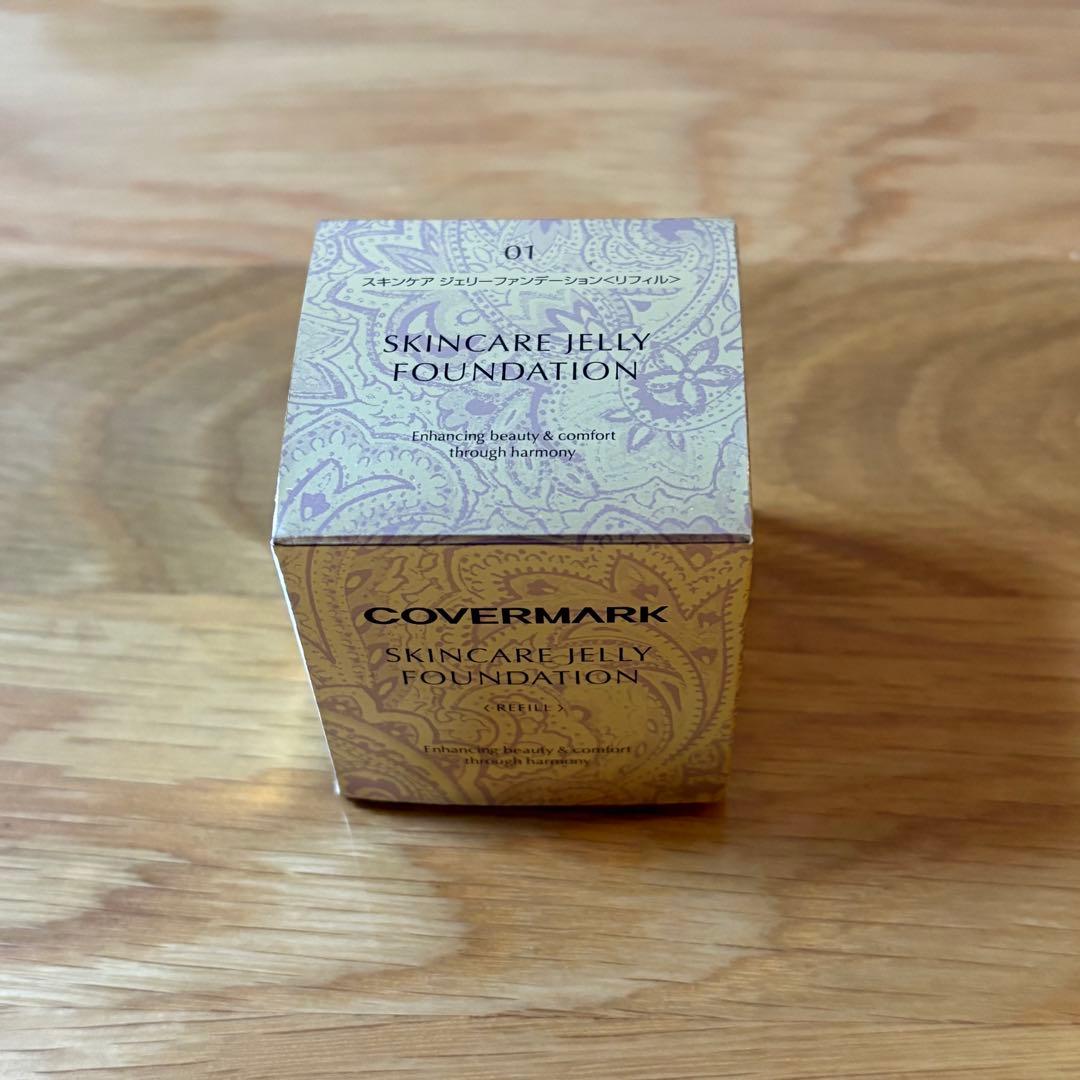 01
スキンケア ジェリーファンデーション<リフィル>
SKINCARE JELLY
FOUNDATION
Enhancing beauty & comfort
through harmony
COVERMARK
SKINCARE JELLY
FOUNDATION
< REFILL >
Enhancing beauty & comfort
through harmony